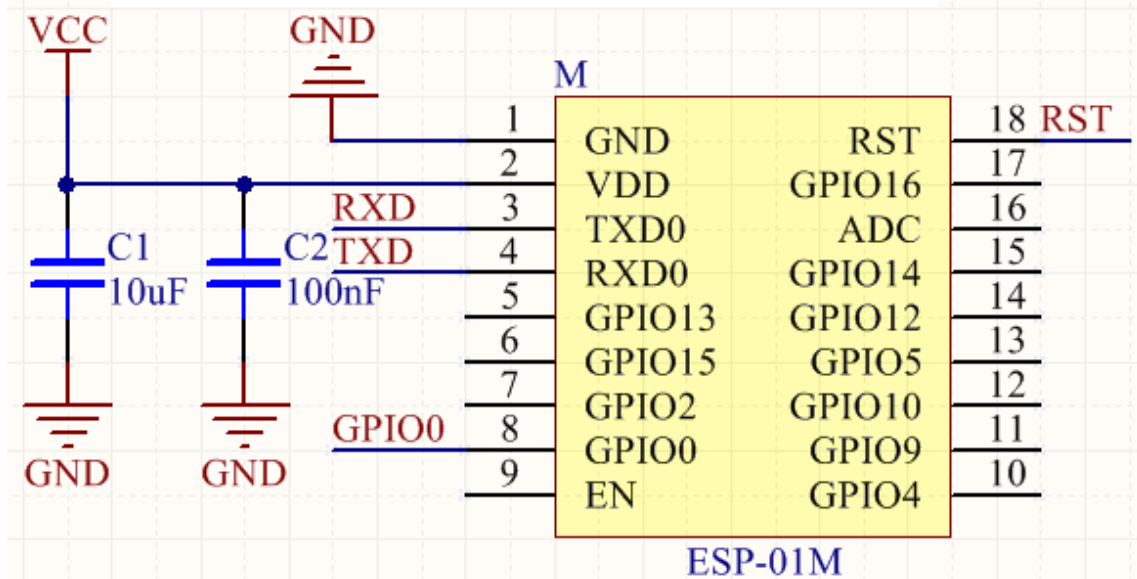 VCC
GND
M
1 GND RST 18 RST
2 VDD GPIO16 17
RXD 3 TXD0 ADC 16
TXD 4 RXD0 GPIO14 15
C1
10uF
C2
100nF
5 GPIO13 GPIO12 14
6 GPIO15 GPIO5 13
7 GPIO2 GPIO10 12
GPIO0 8 GPIO0 GPIO9 11
9 EN GPIO4 10
GND
GND
ESP-01M